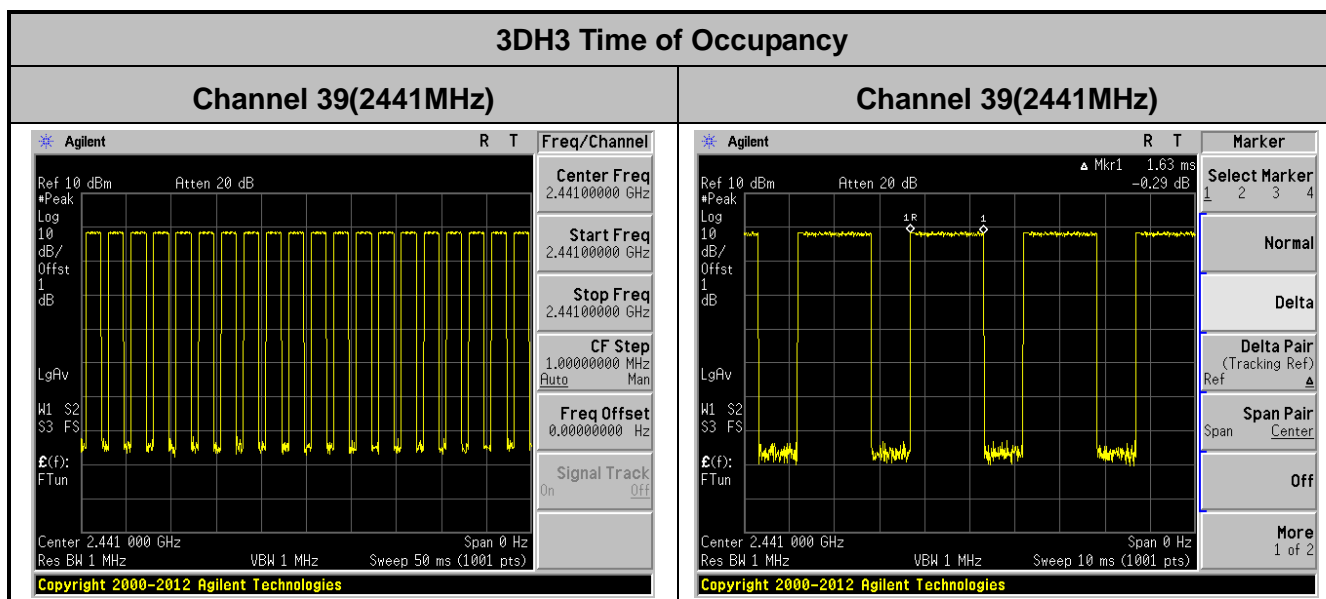 3DH3 Time of Occupancy
Channel 39(2441MHz)
Channel 39(2441MHz)
Agilent R T Freq/Channel
Ref 10 dBm Atten 20 dB
#Peak
Log
10
dB/
Offst
1
dB
LgAv
W1 S2
S3 FS
£(f):
FTun
Center 2.441 000 GHz Span 0 Hz
Res BW 1 MHz VBW 1 MHz Sweep 50 ms (1001 pts)
Copyright 2000-2012 Agilent Technologies
Center Freq
2.44100000 GHz
Start Freq
2.44100000 GHz
Stop Freq
2.44100000 GHz
CF Step
1.00000000 MHz
Auto Man
Freq Offset
0.00000000 Hz
Signal Track
On Off
Agilent R T Marker
Δ Mkr1 1.63 ms
Ref 10 dBm Atten 20 dB -0.29 dB
#Peak
Log
10
dB/
Offst
1
dB
LgAv
W1 S2
S3 FS
£(f):
FTun
1R 1
Center 2.441 000 GHz Span 0 Hz
Res BW 1 MHz VBW 1 MHz Sweep 10 ms (1001 pts)
Copyright 2000-2012 Agilent Technologies
Select Marker
1 2 3 4
Normal
Delta
Delta Pair
(Tracking Ref)
Ref Δ
Span Pair
Span Center
Off
More
1 of 2